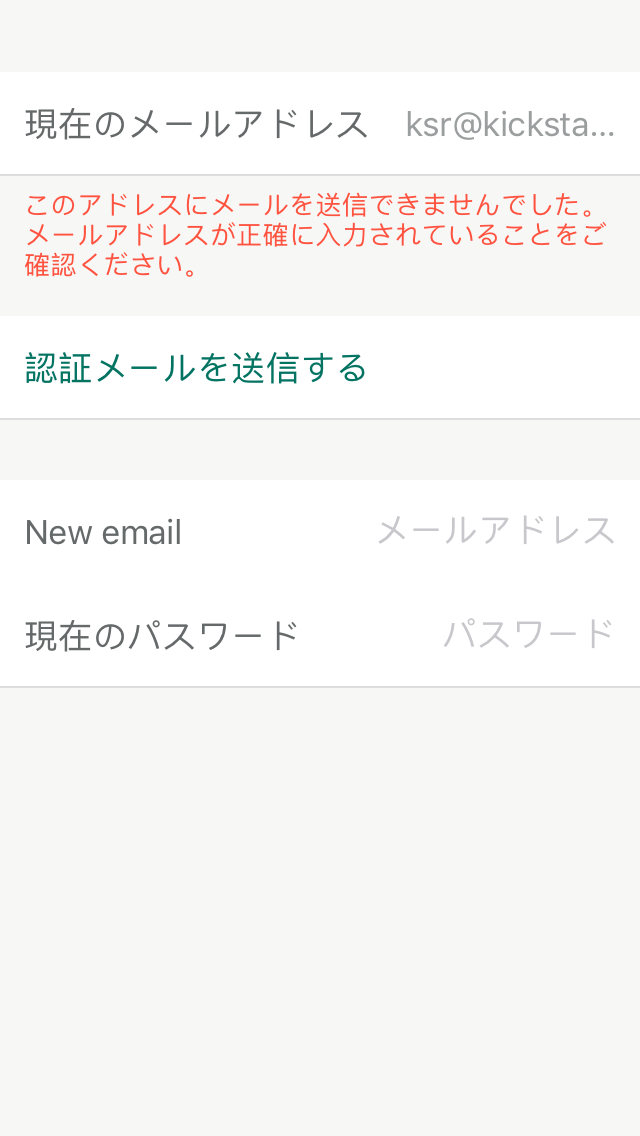 現在のメールアドレス ksr@kicksta...
このアドレスにメールを送信できませんでした。
メールアドレスが正確に入力されていることをご
確認ください。
認証メールを送信する
New email メールアドレス
現在のパスワード パスワード